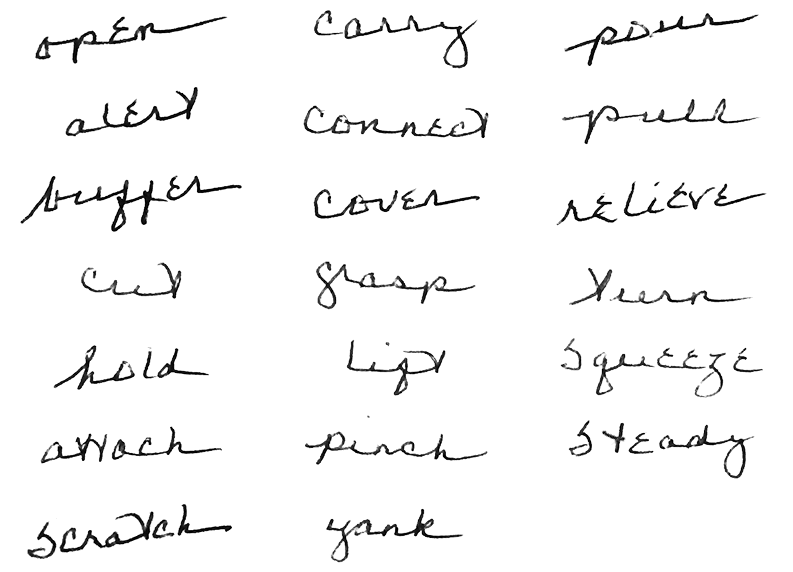 open carry pour
alert connect pull
buffer cover relieve
cut grasp turn
hold lift squeeze
attach pinch steady
scratch yank